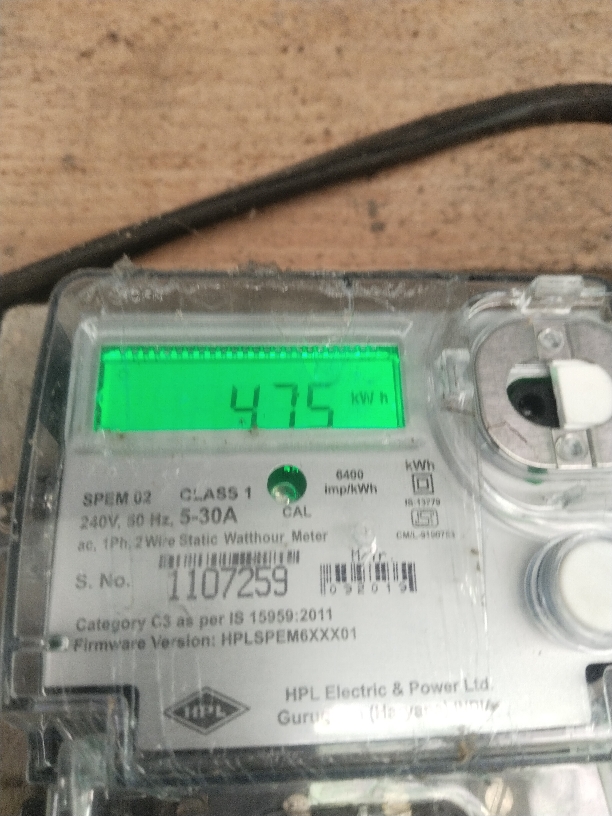 475 kWh
SPEM 02 CLASS 1
6400
imp/kWh
kWh
CAL
240V, 50 Hz, 5-30A
IS-13779
ac, 1Ph, 2 Wire Static Watthour Meter
S. No. 1107259
092019
Category C3 as per IS 15959:2011
Firmware Version: HPLSPEM6XXX01
HPL
HPL Electric & Power Ltd.